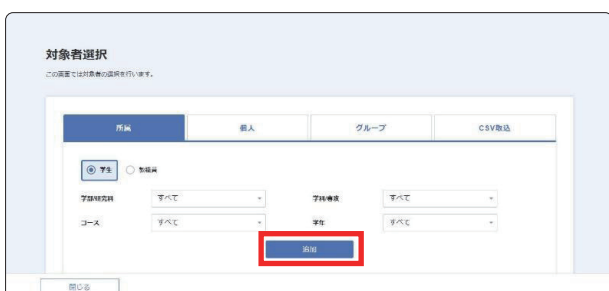 対象者選択
この画面では対象者の選択を行います。
所属 個人 グループ CSV取込
学生 教職員
学部/研究科 すべて 学科/専攻 すべて
コース すべて 学年 すべて
追加
閉じる